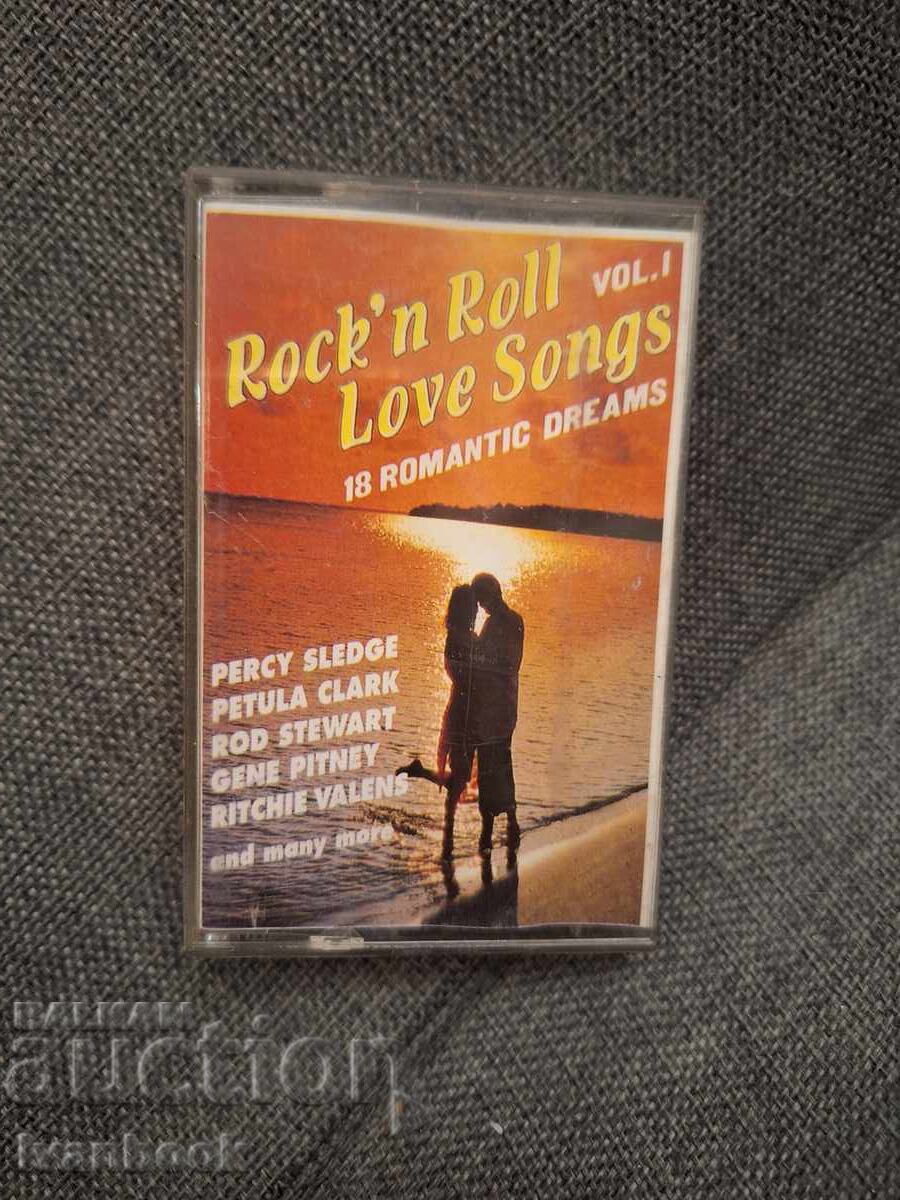 Rock'n Roll
VOL.1
Love Songs
18 ROMANTIC DREAMS
PERCY SLEDGE
PETULA CLARK
ROD STEWART
GENE PITNEY
RITCHIE VALENS
and many more
BALKAN
auction
Ivanbook